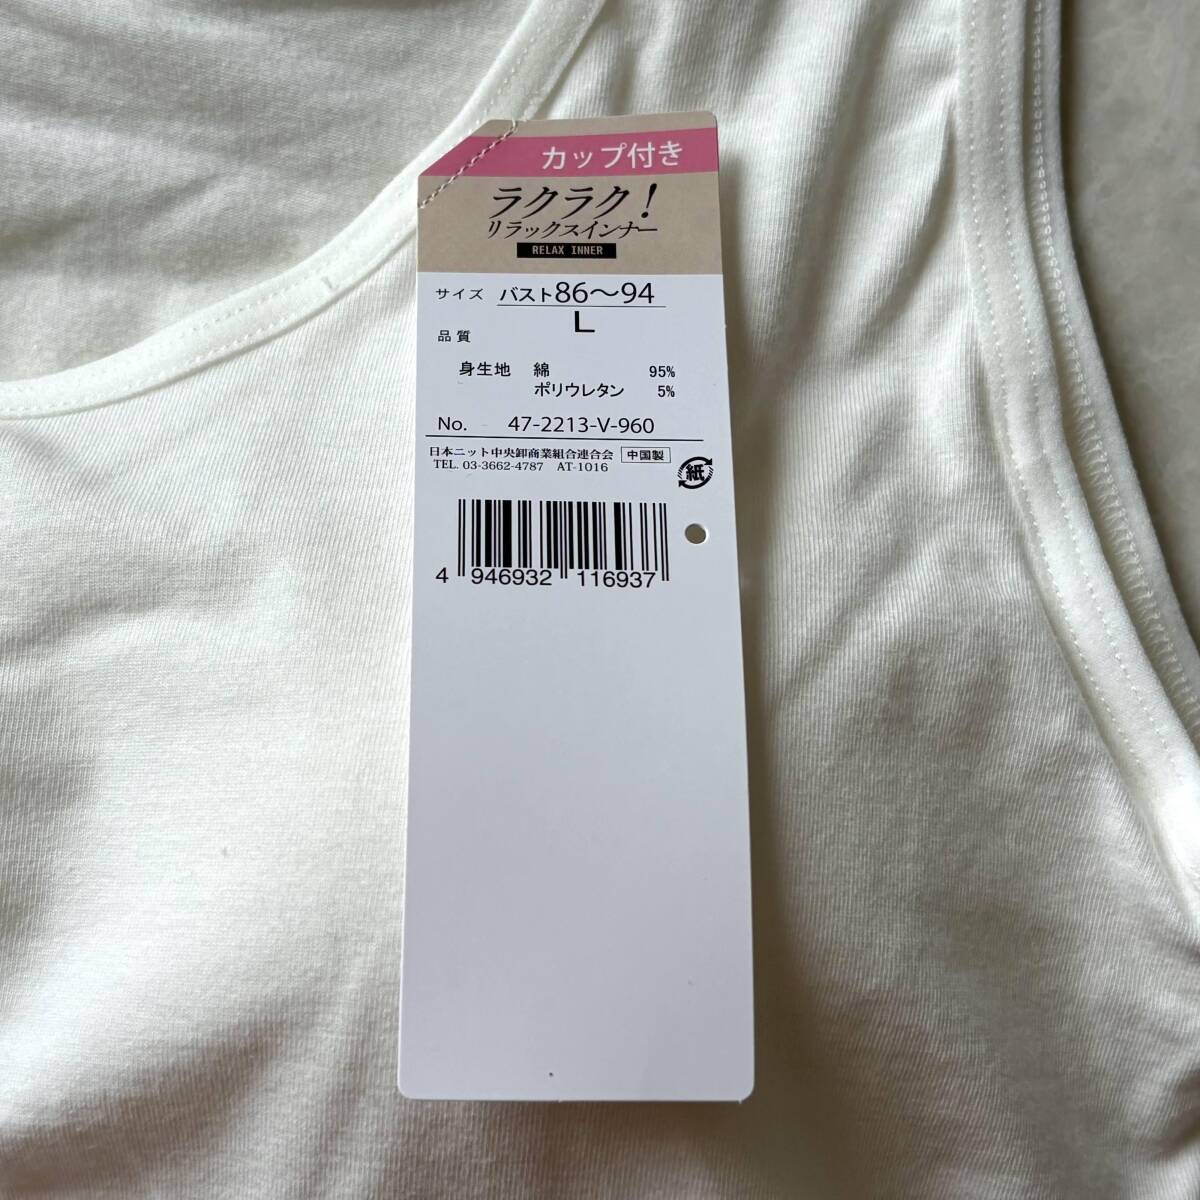 カップ付き
ラクラク!
リラックスインナー
RELAX INNER
サイズ バスト86〜94
L
品質
身生地 綿 95%
ポリウレタン 5%
No. 47-2213-V-960
日本ニット中央卸商業組合連合会 中国製
TEL. 03-3662-4787 AT-1016
紙
4 946932 116937